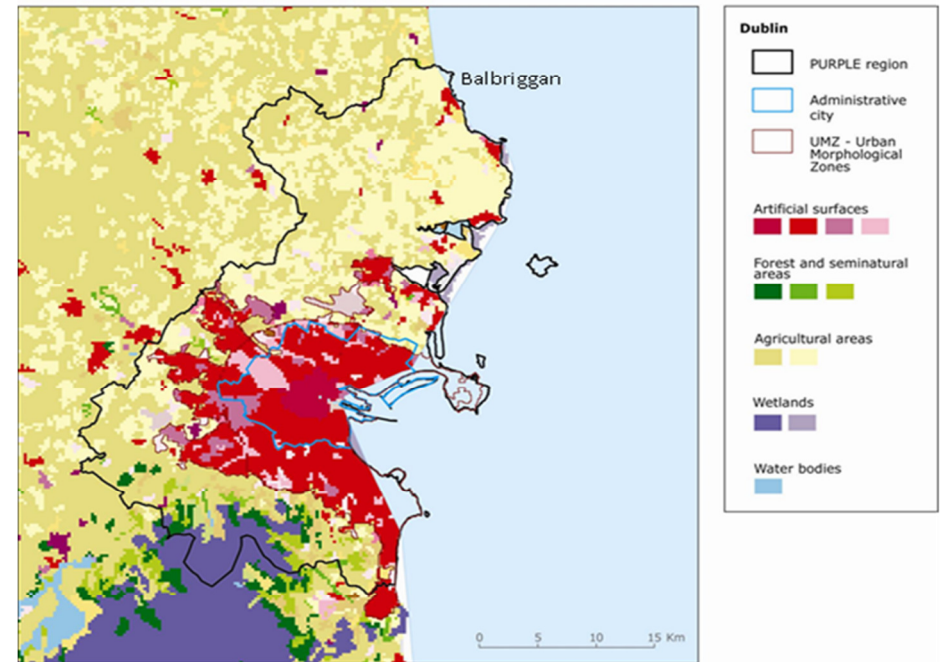 Balbriggan
0 5 10 15 Km
Dublin
PURPLE region
Administrative
city
UMZ - Urban
Morphological
Zones
Artificial surfaces
Forest and seminatural
areas
Agricultural areas
Wetlands
Water bodies